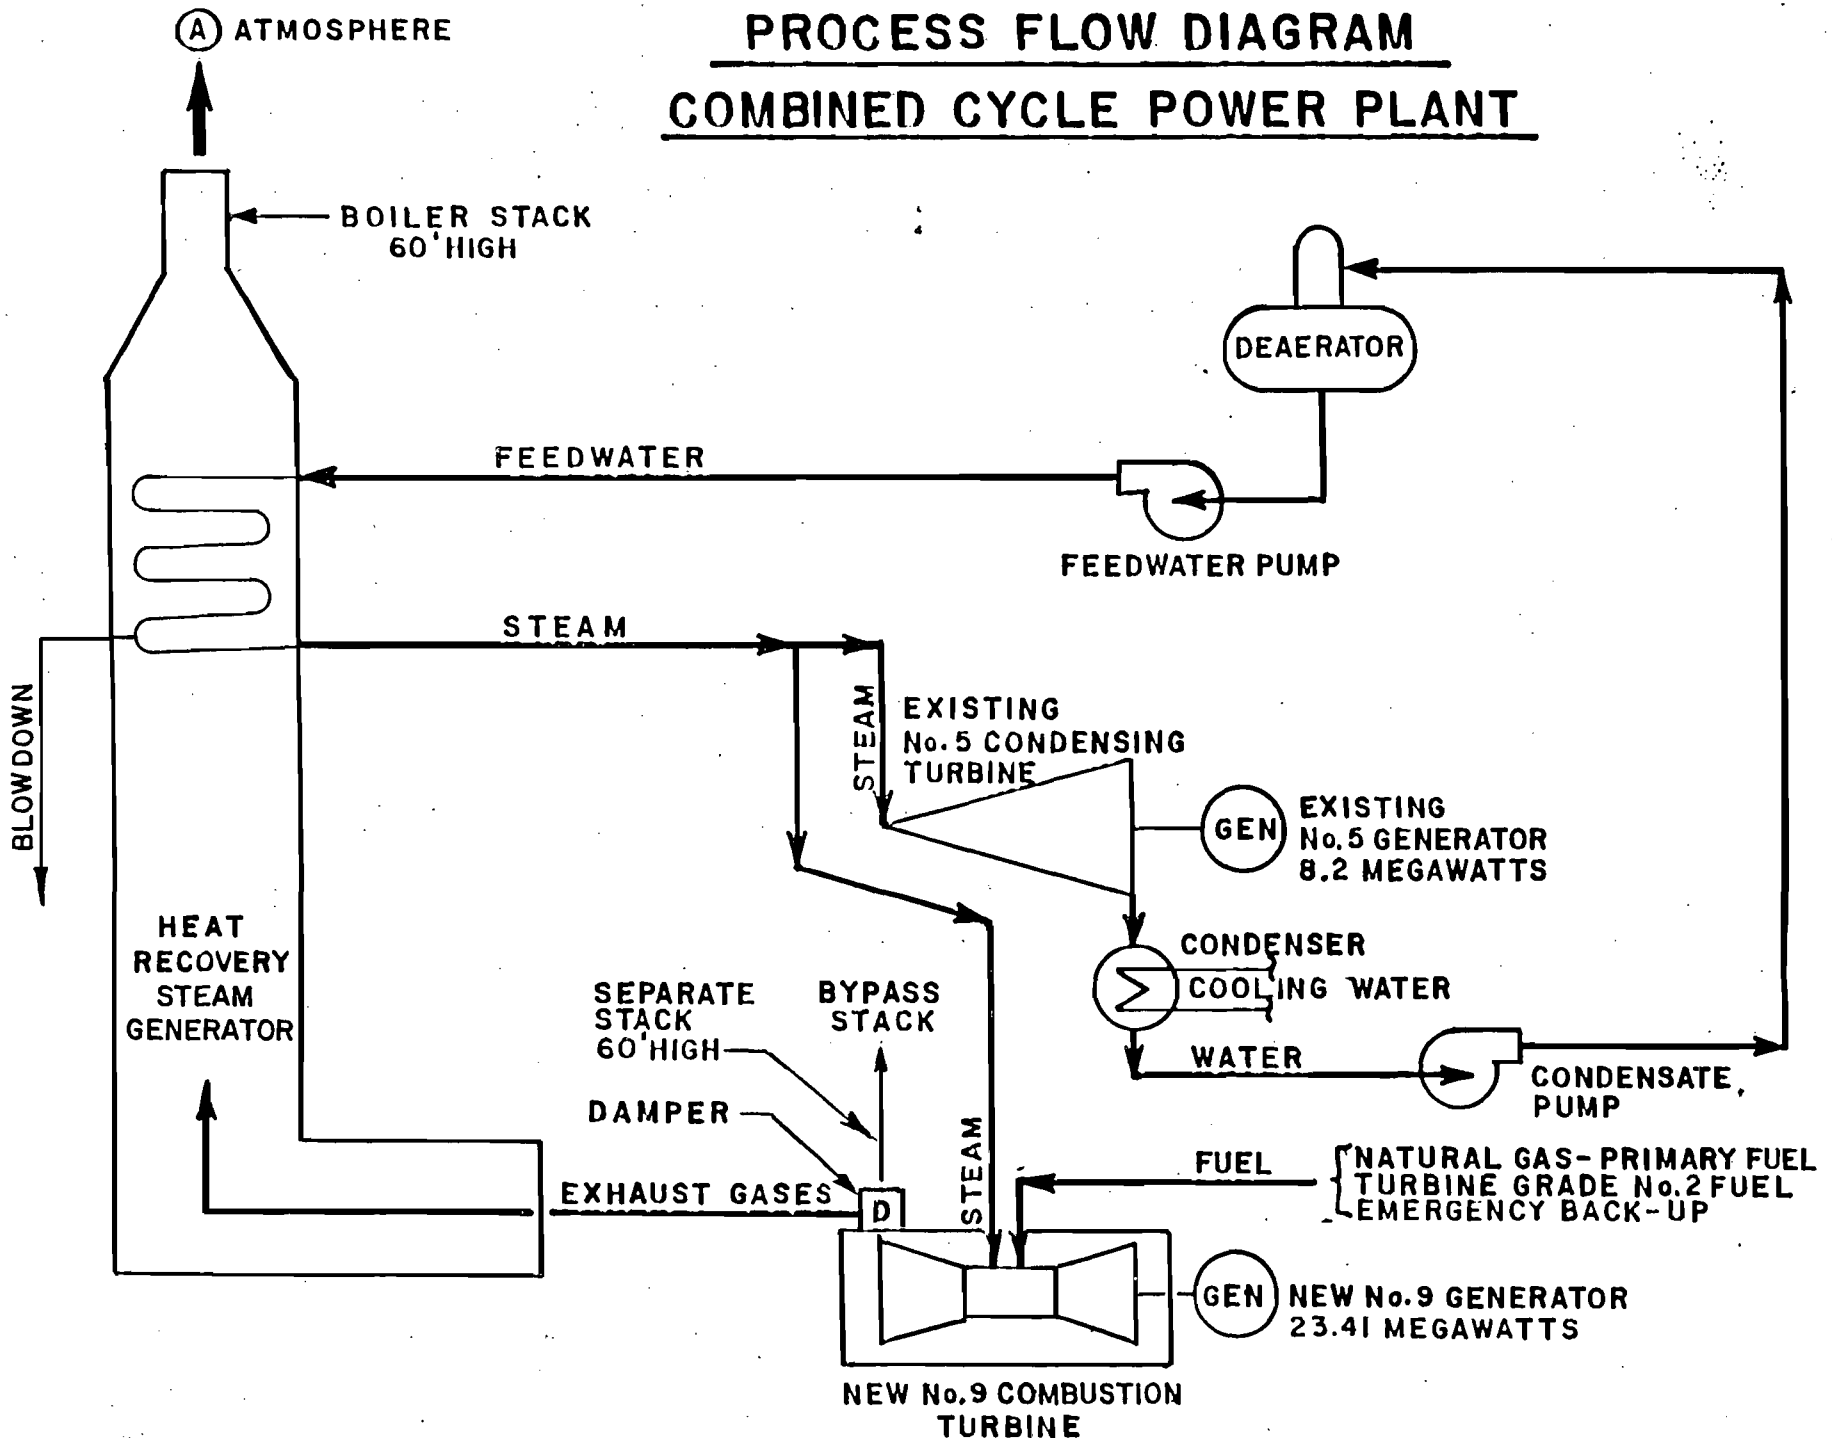 PROCESS FLOW DIAGRAM
COMBINED CYCLE POWER PLANT
A ATMOSPHERE
BOILER STACK
60' HIGH
DEAERATOR
FEEDWATER
FEEDWATER PUMP
STEAM
BLOWDOWN
STEAM
EXISTING
No. 5 CONDENSING
TURBINE
GEN
EXISTING
No. 5 GENERATOR
8.2 MEGAWATTS
HEAT
RECOVERY
STEAM
GENERATOR
CONDENSER
COOLING WATER
WATER
CONDENSATE
PUMP
SEPARATE
STACK
60' HIGH
BYPASS
STACK
DAMPER
STEAM
FUEL
NATURAL GAS-PRIMARY FUEL
TURBINE GRADE No. 2 FUEL
EMERGENCY BACK-UP
EXHAUST GASES
D
GEN
NEW No. 9 GENERATOR
23.41 MEGAWATTS
NEW No. 9 COMBUSTION
TURBINE